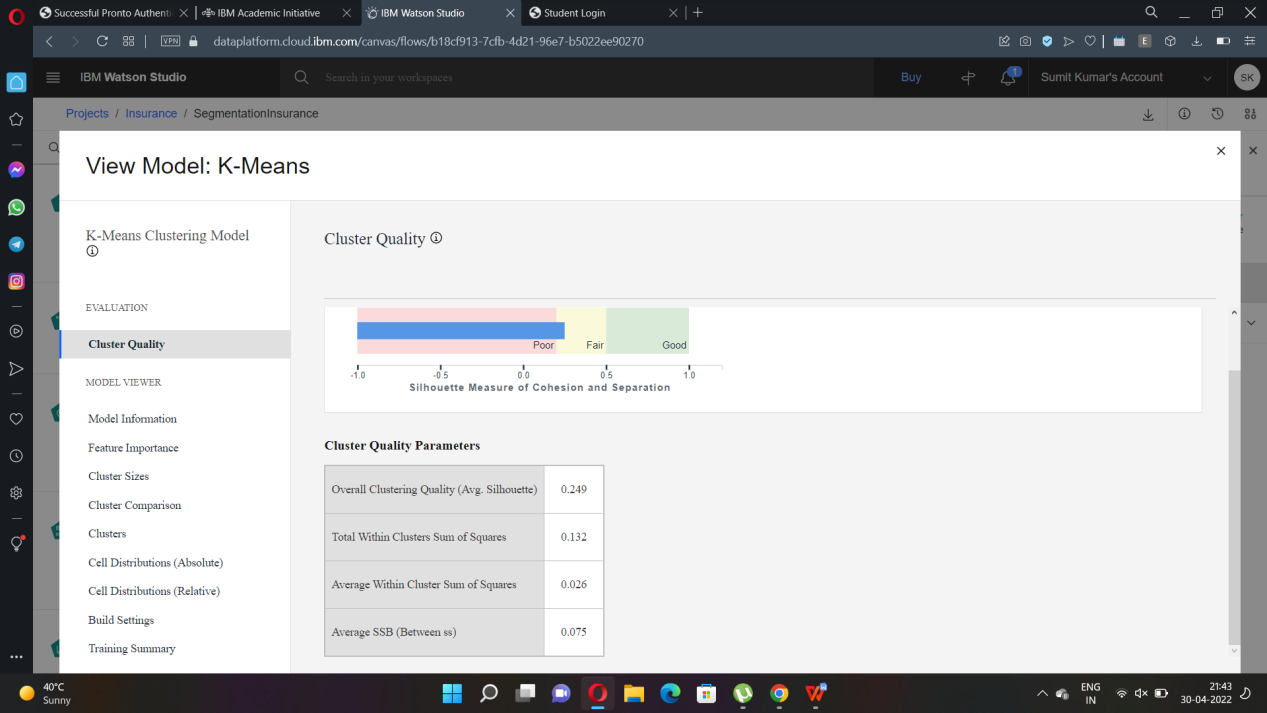 Successful Pronto Authenti
IBM Academic Initiative
IBM Watson Studio
Student Login
VPN
dataplatform.cloud.ibm.com/canvas/flows/b18cf913-7cfb-4d21-96e7-b5022ee90270
E
IBM Watson Studio
Search in your workspaces
Buy
1
Sumit Kumar's Account
SK
Projects / Insurance / SegmentationInsurance
View Model: K-Means
K-Means Clustering Model
EVALUATION
Cluster Quality
MODEL VIEWER
Model Information
Feature Importance
Cluster Sizes
Cluster Comparison
Clusters
Cell Distributions (Absolute)
Cell Distributions (Relative)
Build Settings
Training Summary
Cluster Quality
Poor
Fair
Good
-1.0
-0.5
0.0
0.5
1.0
Silhouette Measure of Cohesion and Separation
Cluster Quality Parameters
Overall Clustering Quality (Avg. Silhouette) 0.249
Total Within Clusters Sum of Squares 0.132
Average Within Cluster Sum of Squares 0.026
Average SSB (Between ss) 0.075
40°C
Sunny
ENG
IN
21:43
30-04-2022